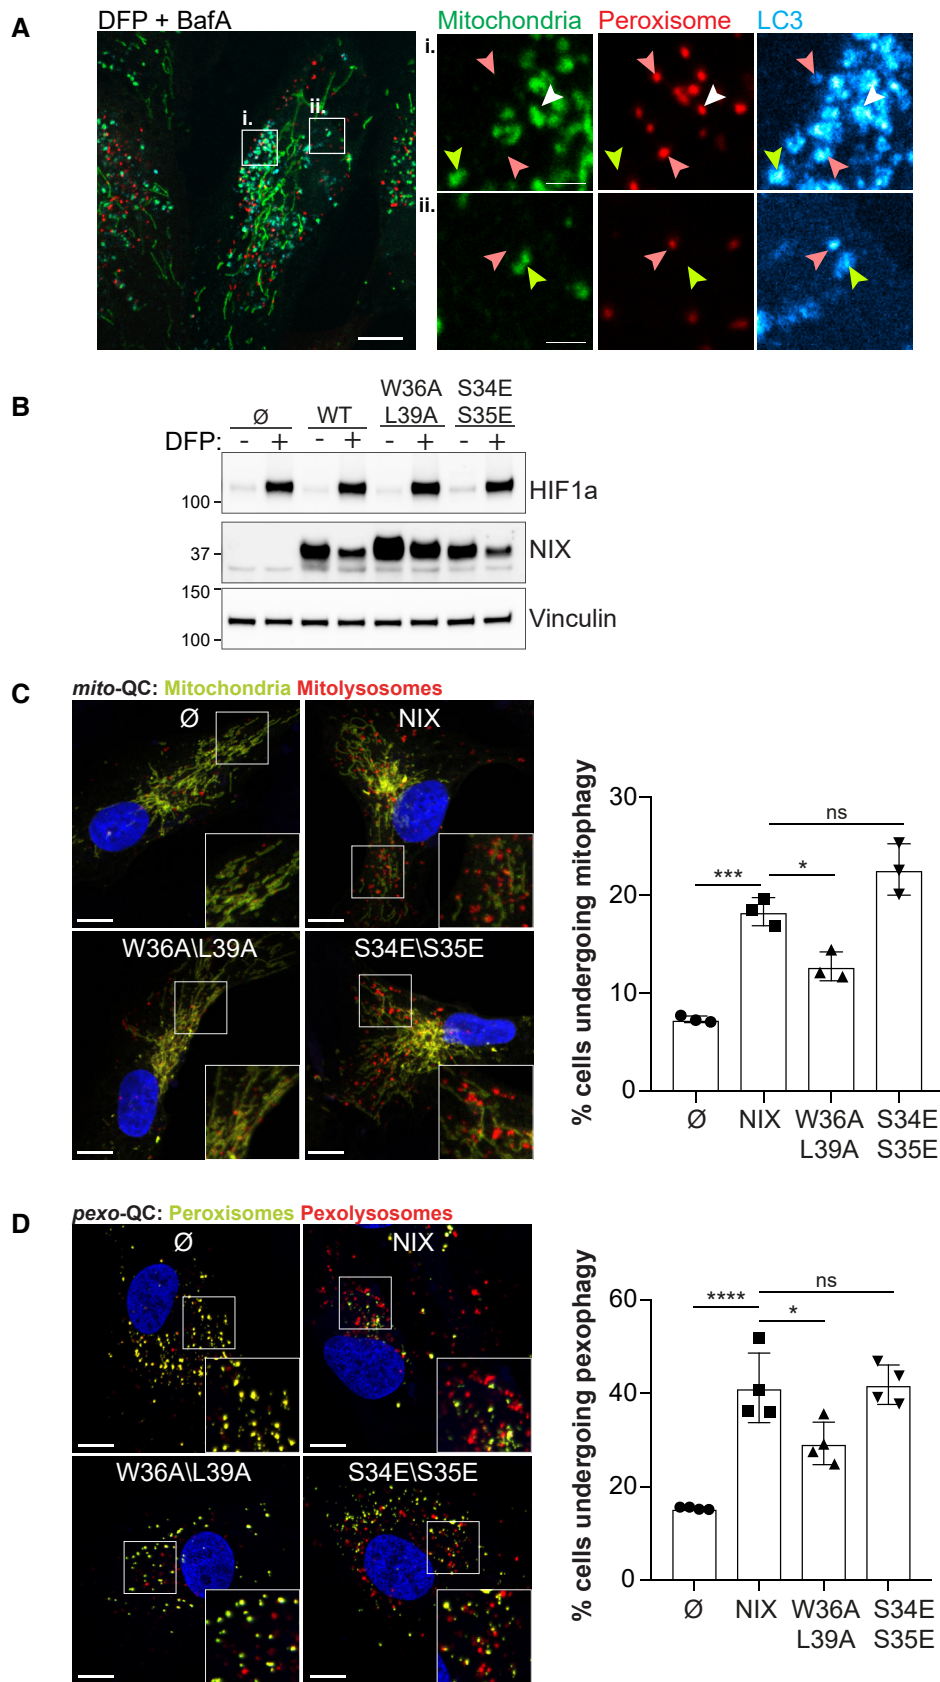 A
DFP + BafA
Mitochondria
Peroxisome
LC3
i.
ii.
i.
ii.
B
Ø
WT
W36A
L39A
S34E
S35E
DFP: - + - + - + - +
100
HIF1a
37
NIX
150
100
Vinculin
C
mito-QC: Mitochondria Mitolysosomes
Ø
NIX
W36A\L39A
S34E\S35E
% cells undergoing mitophagy
30
20
10
0
***
*
ns
Ø
NIX
W36A
L39A
S34E
S35E
D
pexo-QC: Peroxisomes Pexolysosomes
Ø
NIX
W36A\L39A
S34E\S35E
% cells undergoing pexophagy
60
40
20
0
****
*
ns
Ø
NIX
W36A
L39A
S34E
S35E